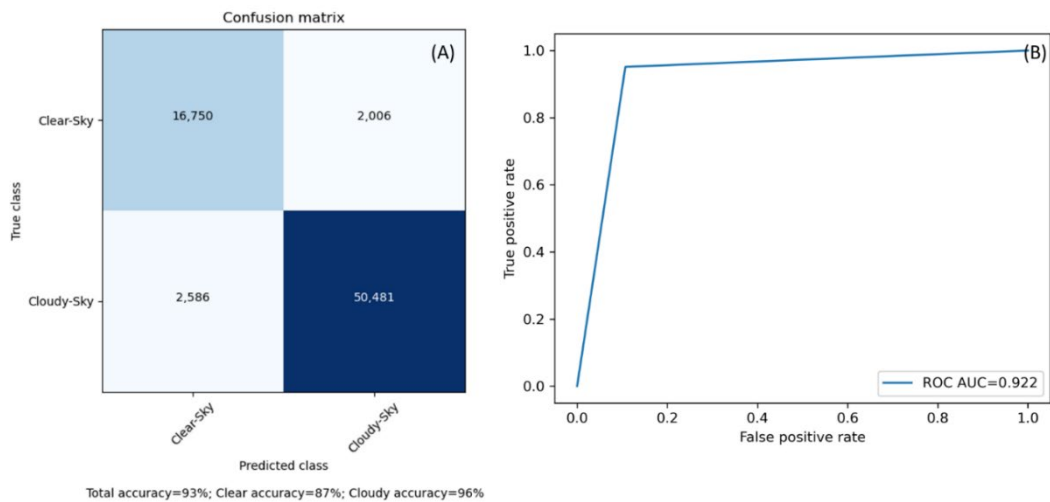 Confusion matrix
(A)
Clear-Sky
16,750
2,006
True class
Cloudy-Sky
2,586
50,481
Clear-Sky
Cloudy-Sky
Predicted class
Total accuracy=93%; Clear accuracy=87%; Cloudy accuracy=96%
(B)
1.0
0.8
0.6
0.4
0.2
0.0
True positive rate
ROC AUC=0.922
0.0
0.2
0.4
0.6
0.8
1.0
False positive rate